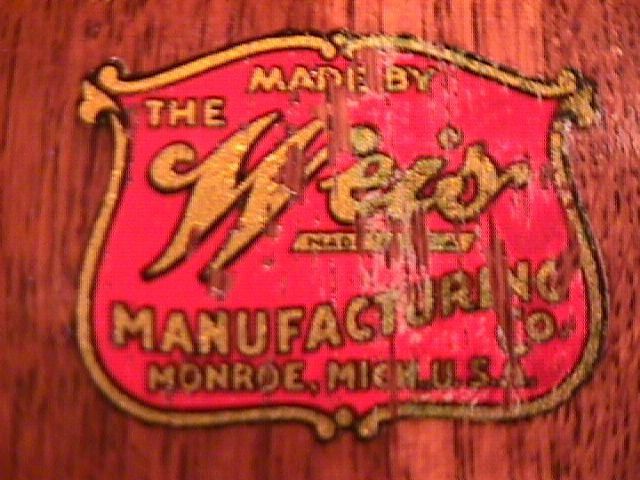 MADE BY
THE
Weis
MANUFACTURING
CO.
MONROE, MICH. U.S.A.